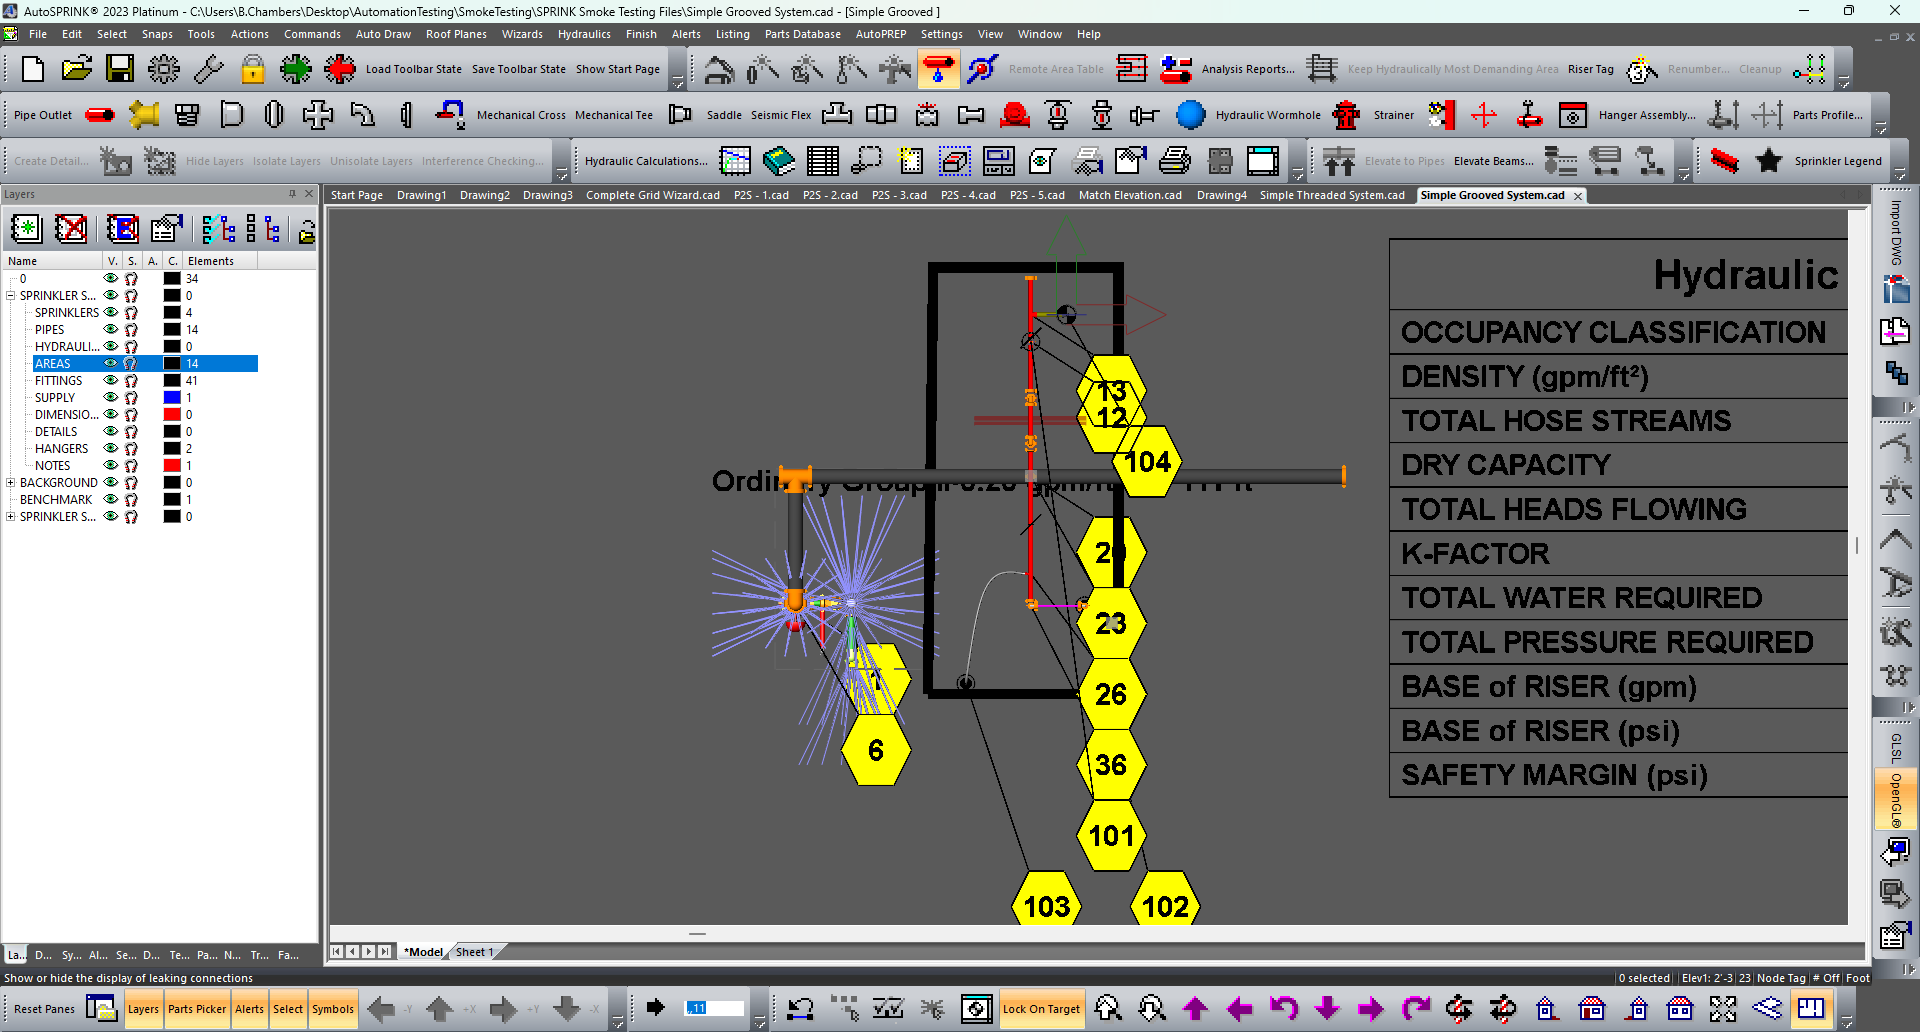 AutoSPRINK® 2023 Platinum - C:\Users\B.Chambers\Desktop\AutomationTesting\SmokeTesting\SPRINK Smoke Testing Files\Simple Grooved System.cad - [Simple Grooved ]
File Edit Select Snaps Tools Actions Commands Auto Draw Roof Planes Wizards Hydraulics Finish Alerts Listing Parts Database AutoPREP Settings View Window Help
Load Toolbar State Save Toolbar State Show Start Page Remote Area Table Analysis Reports... Keep Hydraulically Most Demanding Area Riser Tag Renumber... Cleanup
Pipe Outlet Mechanical Cross Mechanical Tee Saddle Seismic Flex Hydraulic Wormhole Strainer Hanger Assembly... Parts Profile...
Create Detail... Hide Layers Isolate Layers Unisolate Layers Interference Checking... Hydraulic Calculations... Elevate to Pipes Elevate Beams... Sprinkler Legend
Layers
Start Page Drawing1 Drawing2 Drawing3 Complete Grid Wizard.cad P2S - 1.cad P2S - 2.cad P2S - 3.cad P2S - 4.cad P2S - 5.cad Match Elevation.cad Drawing4 Simple Threaded System.cad Simple Grooved System.cad
Name V. S. A. C. Elements
0 34
SPRINKLER S... 0
SPRINKLERS 4
PIPES 14
HYDRAULI... 0
AREAS 14
FITTINGS 41
SUPPLY 1
DIMENSIO... 0
DETAILS 0
HANGERS 2
NOTES 1
BACKGROUND 0
BENCHMARK 1
SPRINKLER S... 0
13
12
104
20
23
26
36
101
103
102
1
6
Hydraulic
OCCUPANCY CLASSIFICATION
DENSITY (gpm/ft²)
TOTAL HOSE STREAMS
DRY CAPACITY
TOTAL HEADS FLOWING
K-FACTOR
TOTAL WATER REQUIRED
TOTAL PRESSURE REQUIRED
BASE of RISER (gpm)
BASE of RISER (psi)
SAFETY MARGIN (psi)
Import DWG
GLSL
OpenGL®
La... D... Sy... Al... Se... D... Te... Pa... N... Tr... Fa...
*Model Sheet 1
Show or hide the display of leaking connections
0 selected Elev1: 2'-3 23 Node Tag # Off Foot
Reset Panes Layers Parts Picker Alerts Select Symbols -Y +X +Y -X ,,11 Lock On Target